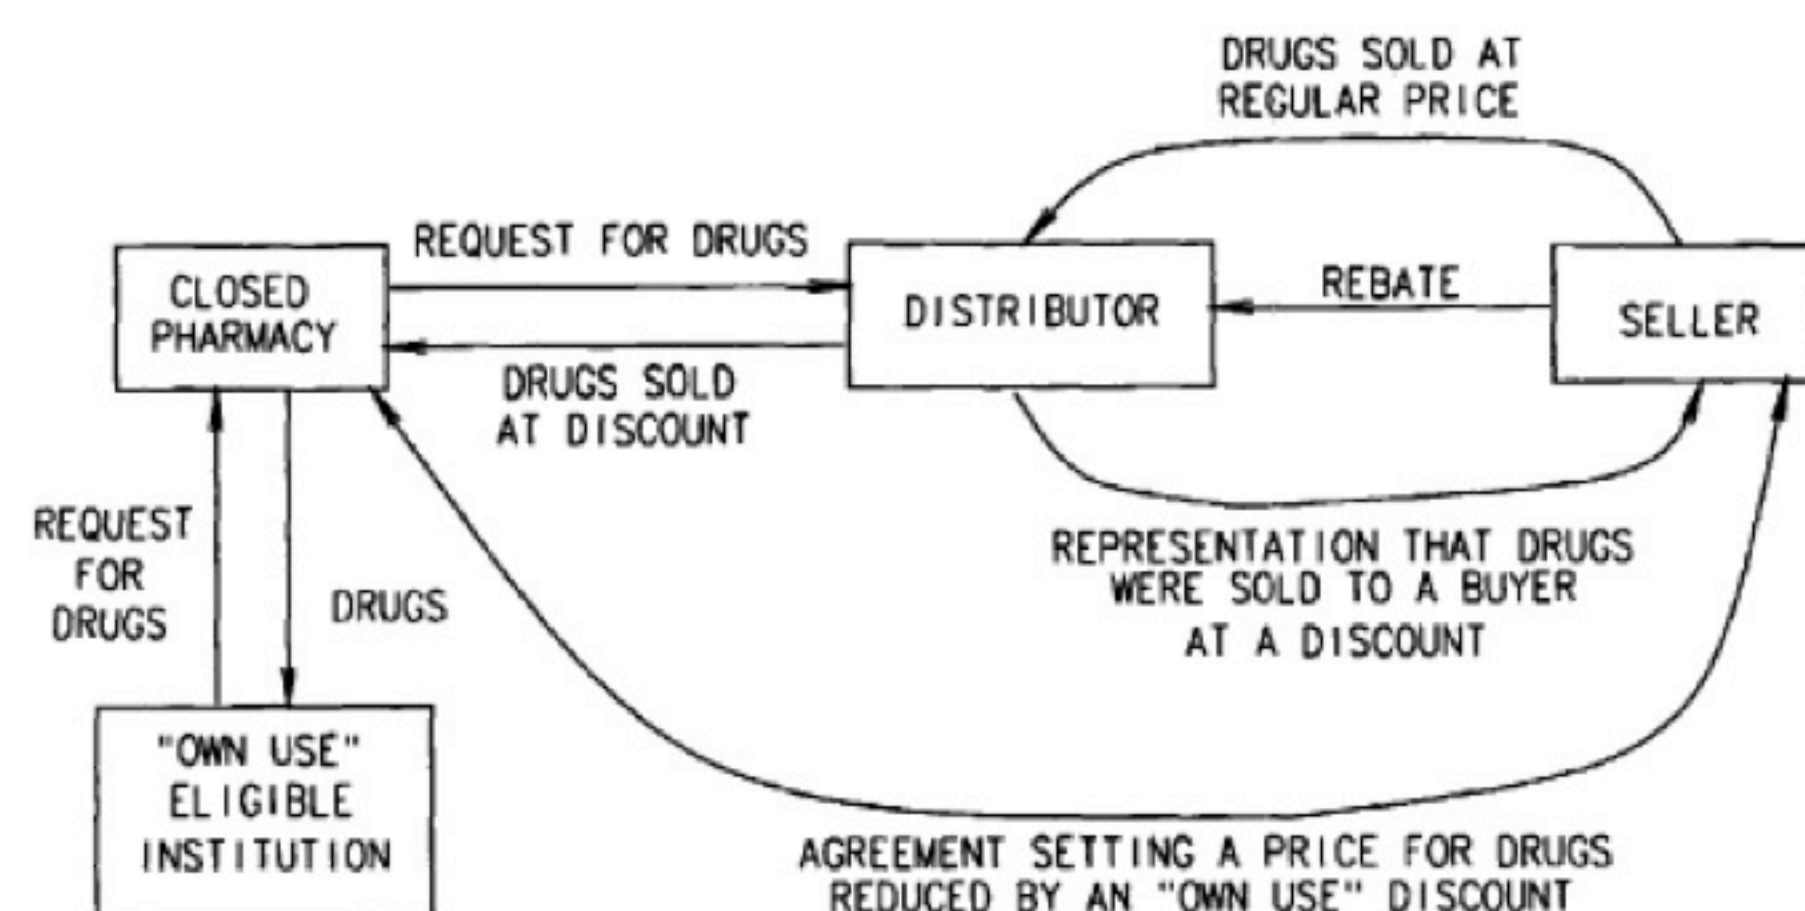 DRUGS SOLD AT
REGULAR PRICE
REQUEST FOR DRUGS
CLOSED
PHARMACY
DISTRIBUTOR
REBATE
SELLER
DRUGS SOLD
AT DISCOUNT
REQUEST
FOR
DRUGS
DRUGS
REPRESENTATION THAT DRUGS
WERE SOLD TO A BUYER
AT A DISCOUNT
"OWN USE"
ELIGIBLE
INSTITUTION
AGREEMENT SETTING A PRICE FOR DRUGS
REDUCED BY AN "OWN USE" DISCOUNT